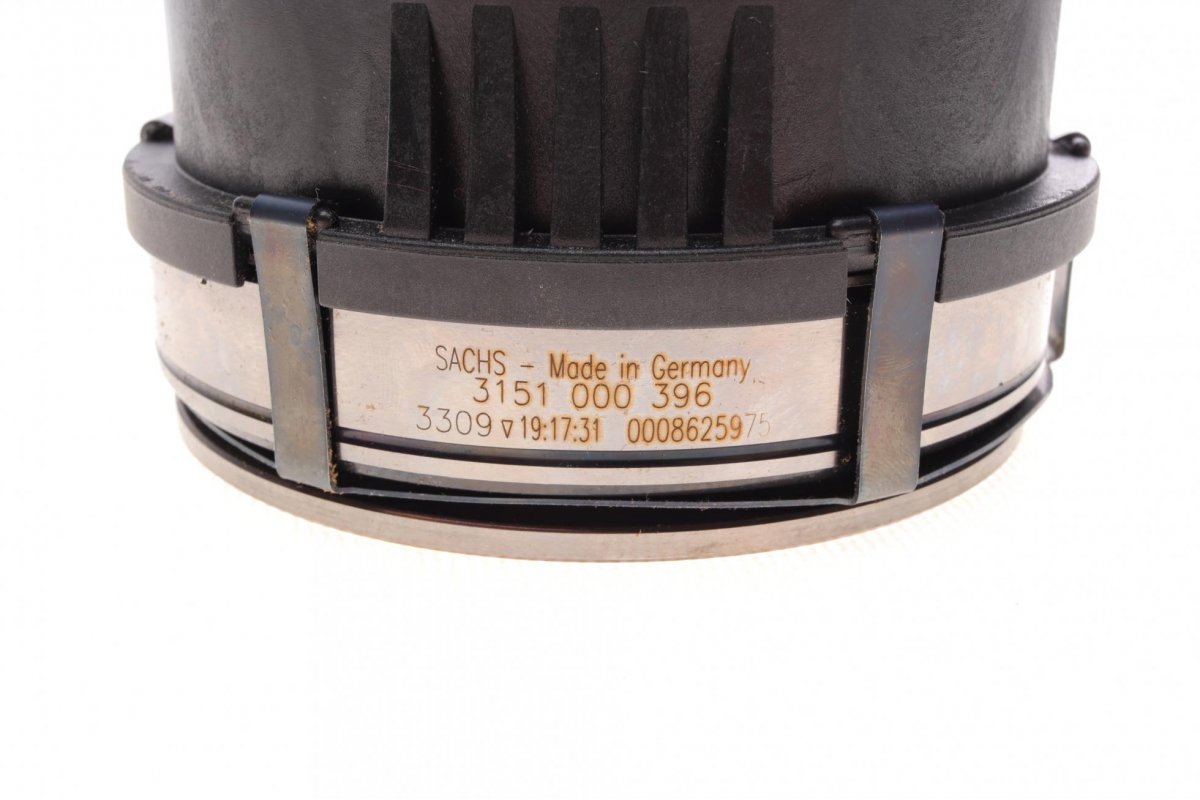 SACHS - Made in Germany
3151 000 396
3309 ▽ 19:17:31 0008625975